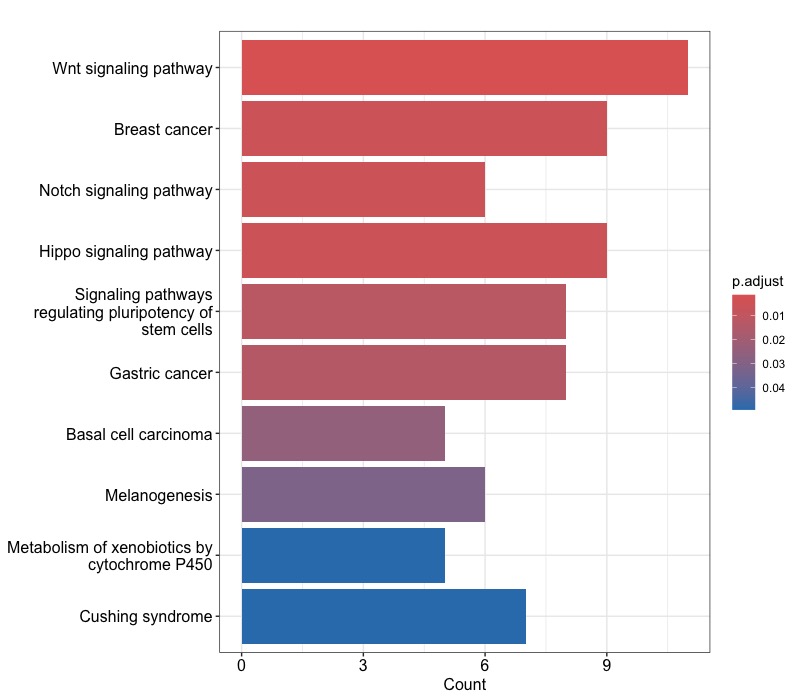 Wnt signaling pathway
Breast cancer
Notch signaling pathway
Hippo signaling pathway
Signaling pathways
regulating pluripotency of
stem cells
Gastric cancer
Basal cell carcinoma
Melanogenesis
Metabolism of xenobiotics by
cytochrome P450
Cushing syndrome
0 3 6 9
Count
p.adjust
0.01
0.02
0.03
0.04